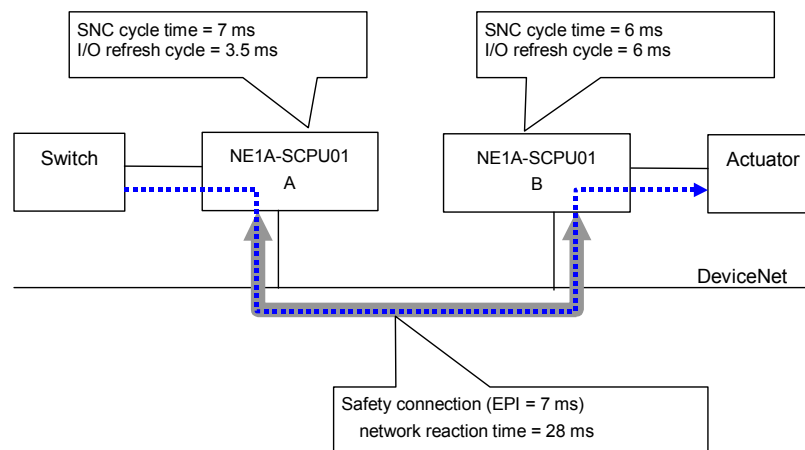 SNC cycle time = 7 ms
I/O refresh cycle = 3.5 ms
SNC cycle time = 6 ms
I/O refresh cycle = 6 ms
Switch
NE1A-SCPU01
A
NE1A-SCPU01
B
Actuator
DeviceNet
Safety connection (EPI = 7 ms)
network reaction time = 28 ms